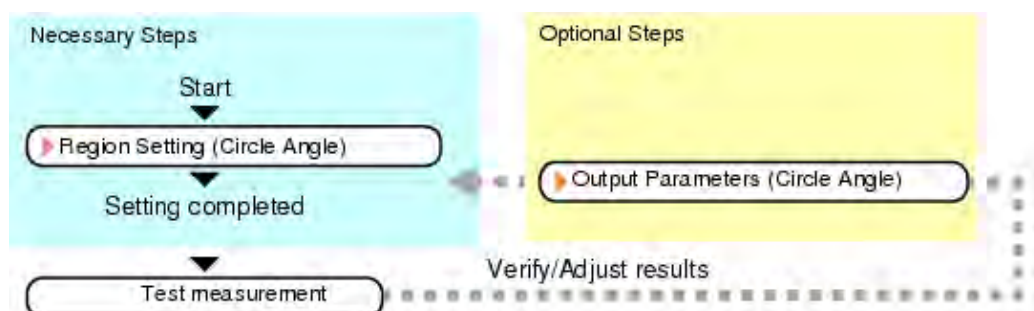 Necessary Steps
Start
Region Setting (Circle Angle)
Setting completed
Optional Steps
Output Parameters (Circle Angle)
Test measurement
Verify/Adjust results